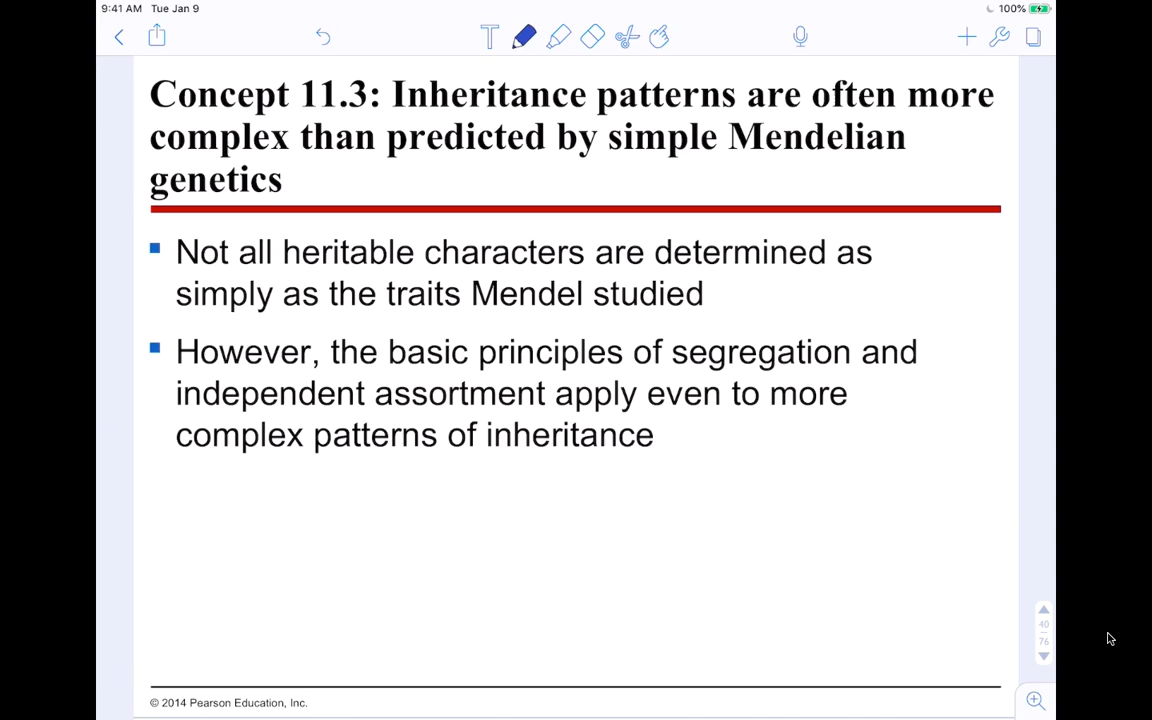 9:41 AM Tue Jan 9
100%
T
Concept 11.3: Inheritance patterns are often more
complex than predicted by simple Mendelian
genetics
Not all heritable characters are determined as
simply as the traits Mendel studied
However, the basic principles of segregation and
independent assortment apply even to more
complex patterns of inheritance
40
76
© 2014 Pearson Education, Inc.